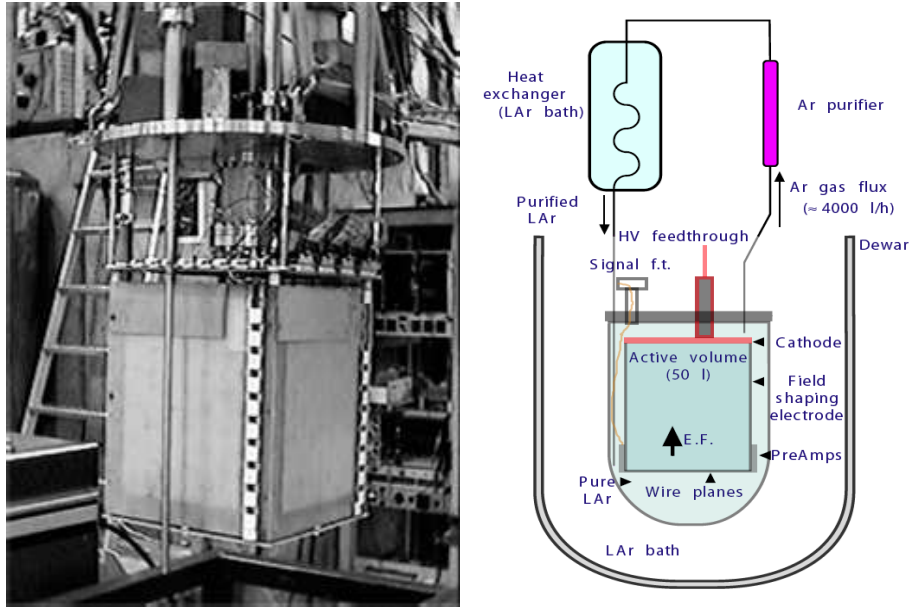 Heat
exchanger
(LAr bath)
Ar purifier
Purified
LAr
Ar gas flux
(≈ 4000 l/h)
HV feedthrough
Dewar
Signal f.t.
Cathode
Active volume
(50 l)
Field
shaping
electrode
E.F.
PreAmps
Pure
LAr
Wire planes
LAr bath